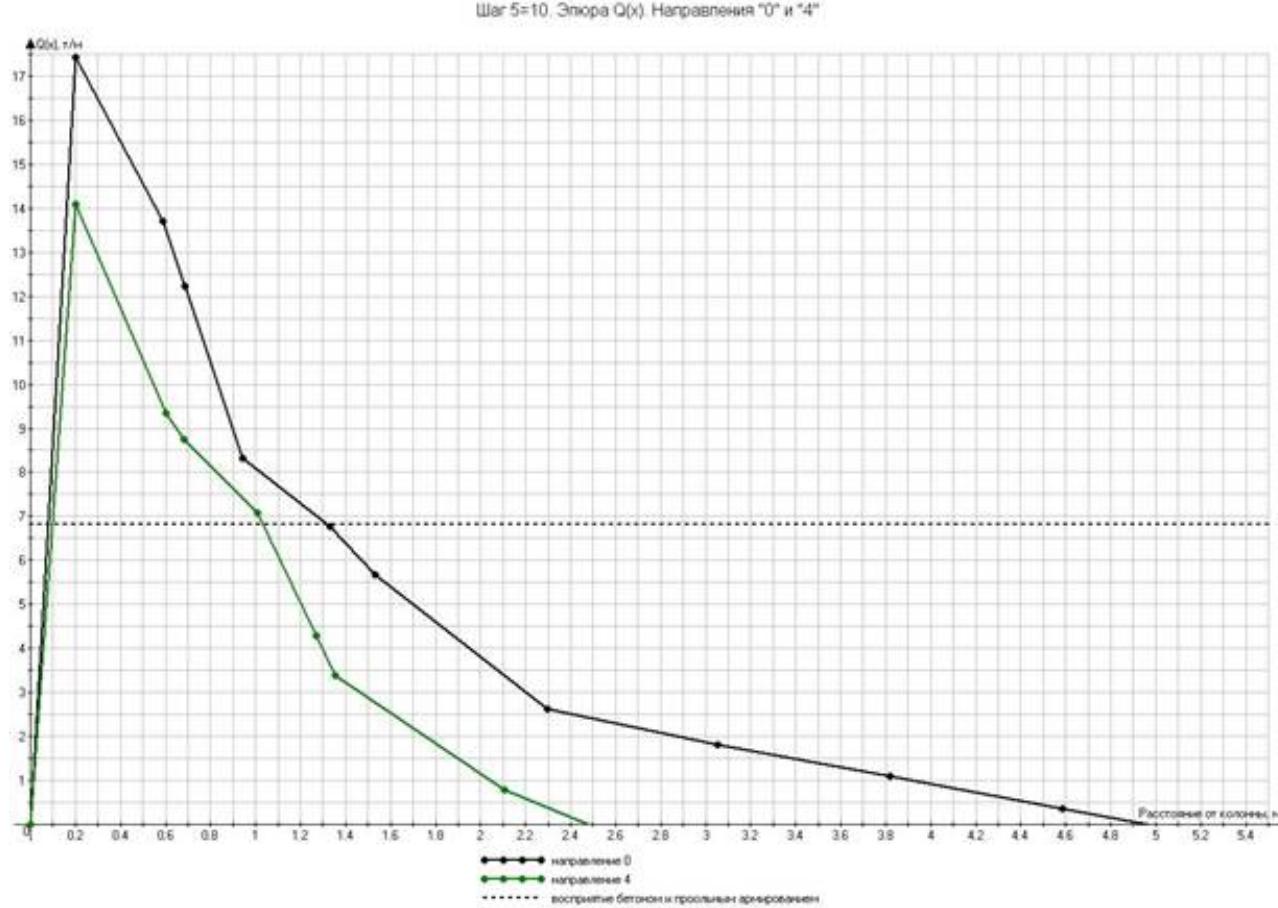 Шаг 5=10. Эпюра Q(x). Направления "0" и "4"
Q(x), т/м
17
16
15
14
13
12
11
10
9
8
7
6
5
4
3
2
1
Расстояние от колонны, м
0 0.2 0.4 0.6 0.8 1 1.2 1.4 1.6 1.8 2 2.2 2.4 2.6 2.8 3 3.2 3.4 3.6 3.8 4 4.2 4.4 4.6 4.8 5 5.2 5.4
направление 0
направление 4
восприятие бетоном и проольным армированием